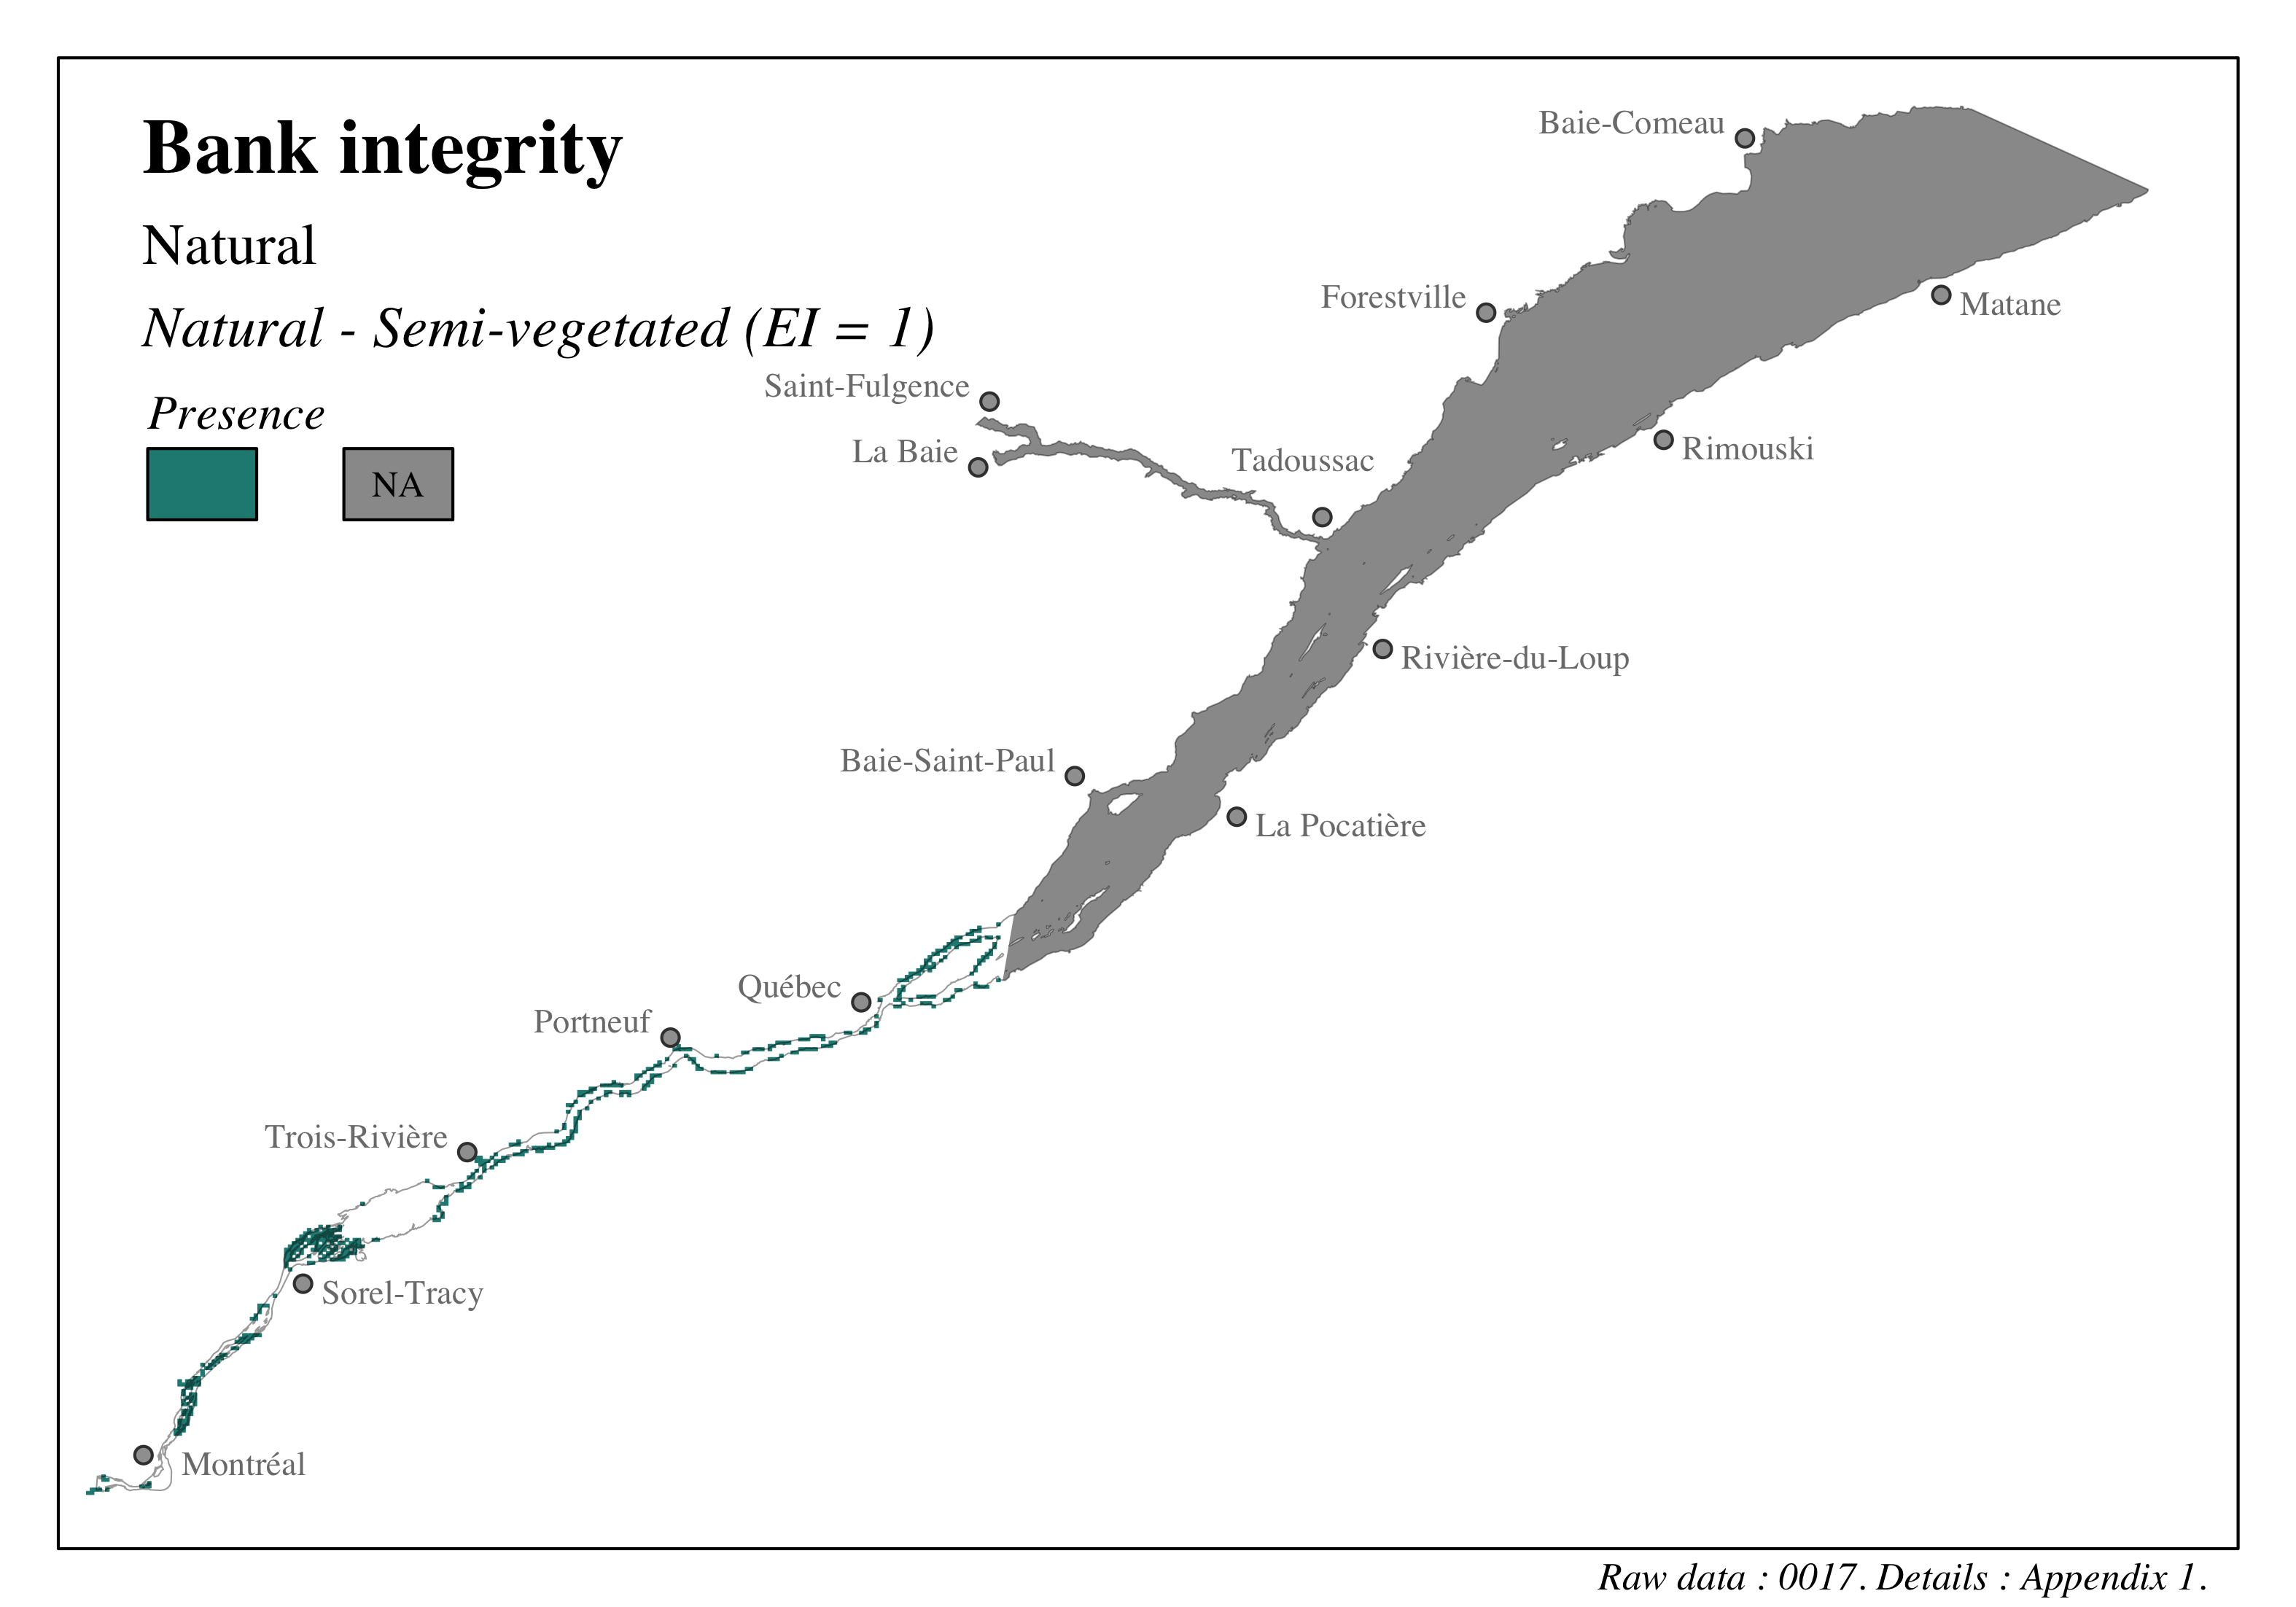 Bank integrity
Natural
Natural - Semi-vegetated (EI = 1)
Presence
NA
Baie-Comeau
Forestville
Matane
Saint-Fulgence
La Baie
Tadoussac
Rimouski
Rivière-du-Loup
Baie-Saint-Paul
La Pocatière
Québec
Portneuf
Trois-Rivière
Sorel-Tracy
Montréal
Raw data : 0017. Details : Appendix 1.